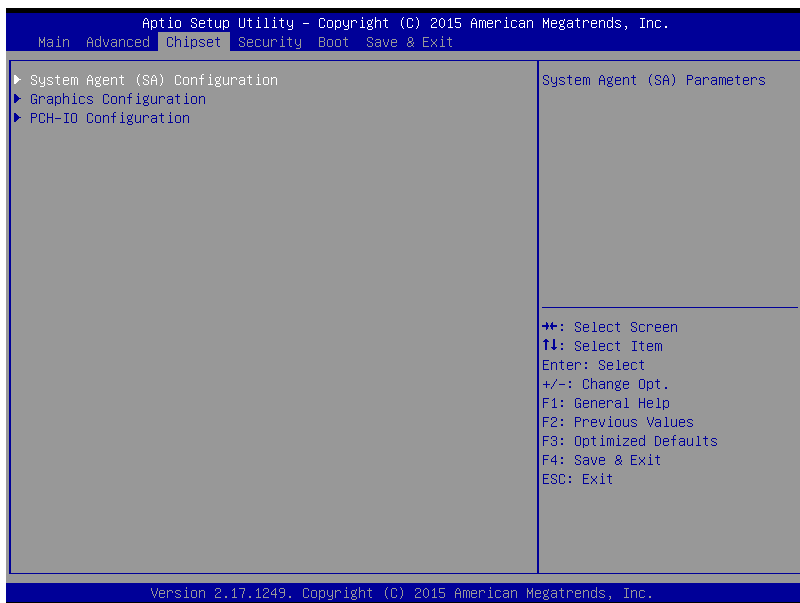 Aptio Setup Utility – Copyright (C) 2015 American Megatrends, Inc.
Main Advanced Chipset Security Boot Save & Exit
System Agent (SA) Configuration
Graphics Configuration
PCH-IO Configuration
System Agent (SA) Parameters
→←: Select Screen
↑↓: Select Item
Enter: Select
+/-: Change Opt.
F1: General Help
F2: Previous Values
F3: Optimized Defaults
F4: Save & Exit
ESC: Exit
Version 2.17.1249. Copyright (C) 2015 American Megatrends, Inc.